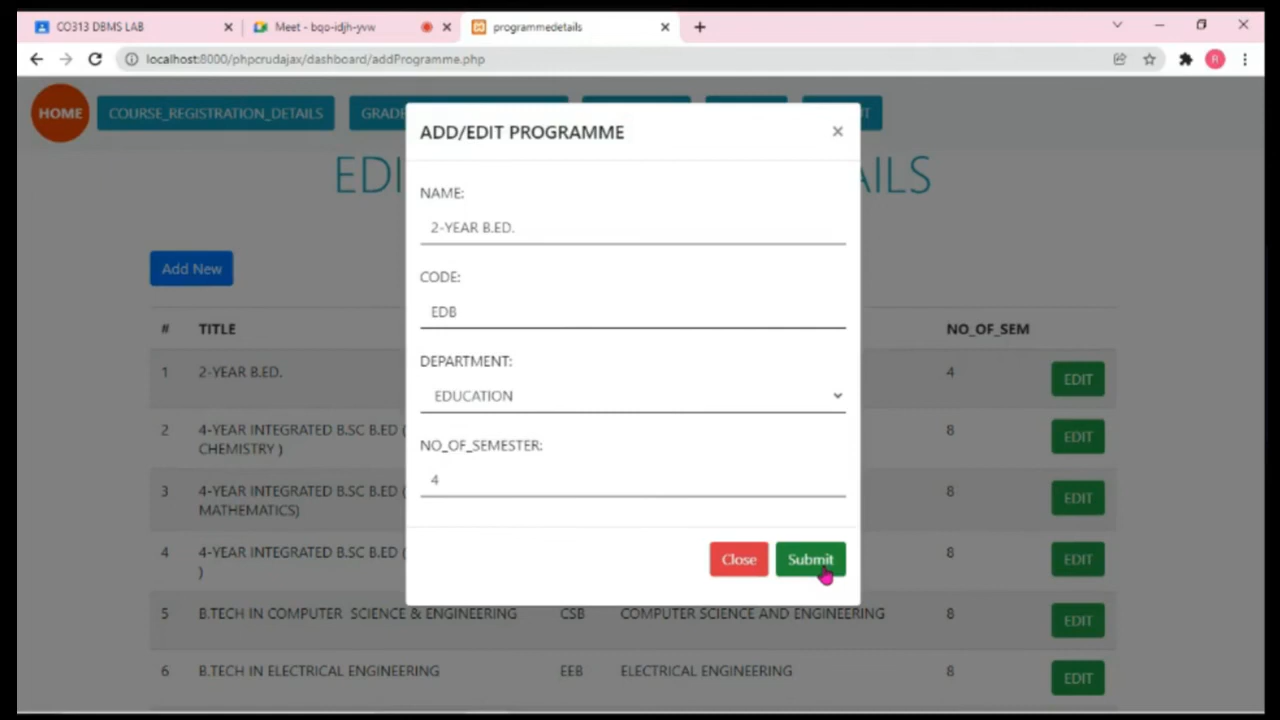 CO313 DBMS LAB
Meet - bqo-idjh-yvw
programmedetails
localhost:8000/phpcrudajax/dashboard/addProgramme.php
R
HOME
COURSE_REGISTRATION_DETAILS
ADD/EDIT PROGRAMME
NAME:
2-YEAR B.ED.
CODE:
EDB
DEPARTMENT:
EDUCATION
NO_OF_SEMESTER:
4
Close
Submit
Add New
# TITLE NO_OF_SEM
1 2-YEAR B.ED. 4 EDIT
2 4-YEAR INTEGRATED B.SC B.ED ( 8 EDIT
CHEMISTRY )
3 4-YEAR INTEGRATED B.SC B.ED ( 8 EDIT
MATHEMATICS)
4 4-YEAR INTEGRATED B.SC B.ED ( 8 EDIT
)
5 B.TECH IN COMPUTER SCIENCE & ENGINEERING CSB COMPUTER SCIENCE AND ENGINEERING 8 EDIT
6 B.TECH IN ELECTRICAL ENGINEERING EEB ELECTRICAL ENGINEERING 8 EDIT